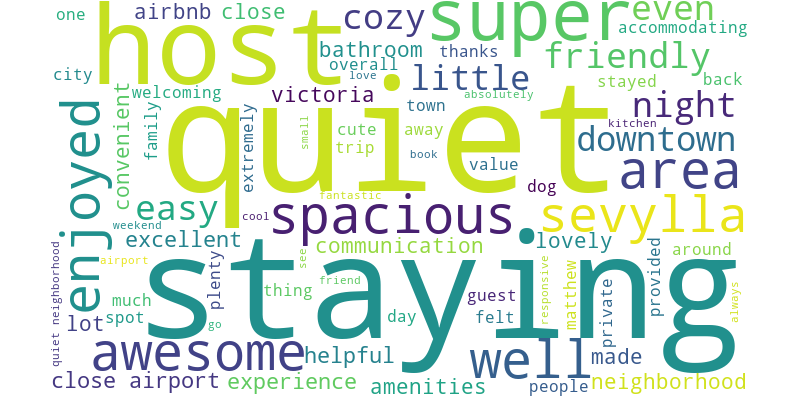 one
airbnb
close
host
cozy
super
even
accommodating
bathroom
thanks
friendly
overall
city
love
little
stayed
back
welcoming
victoria
absolutely
quiet
town
night
kitchen
enjoyed
convenient
family
extremely
small
cute
away
trip
book
downtown
value
area
dog
fantastic
easy
cool
spacious
sevylla
weekend
excellent
communication
lovely
around
quiet neighborhood
airport
plenty
see
staying
friend
responsive
matthew
private
provided
always
thing
guest
much
lot
spot
go
day
felt
awesome
helpful
well
made
close airport
experience
amenities
people
neighborhood